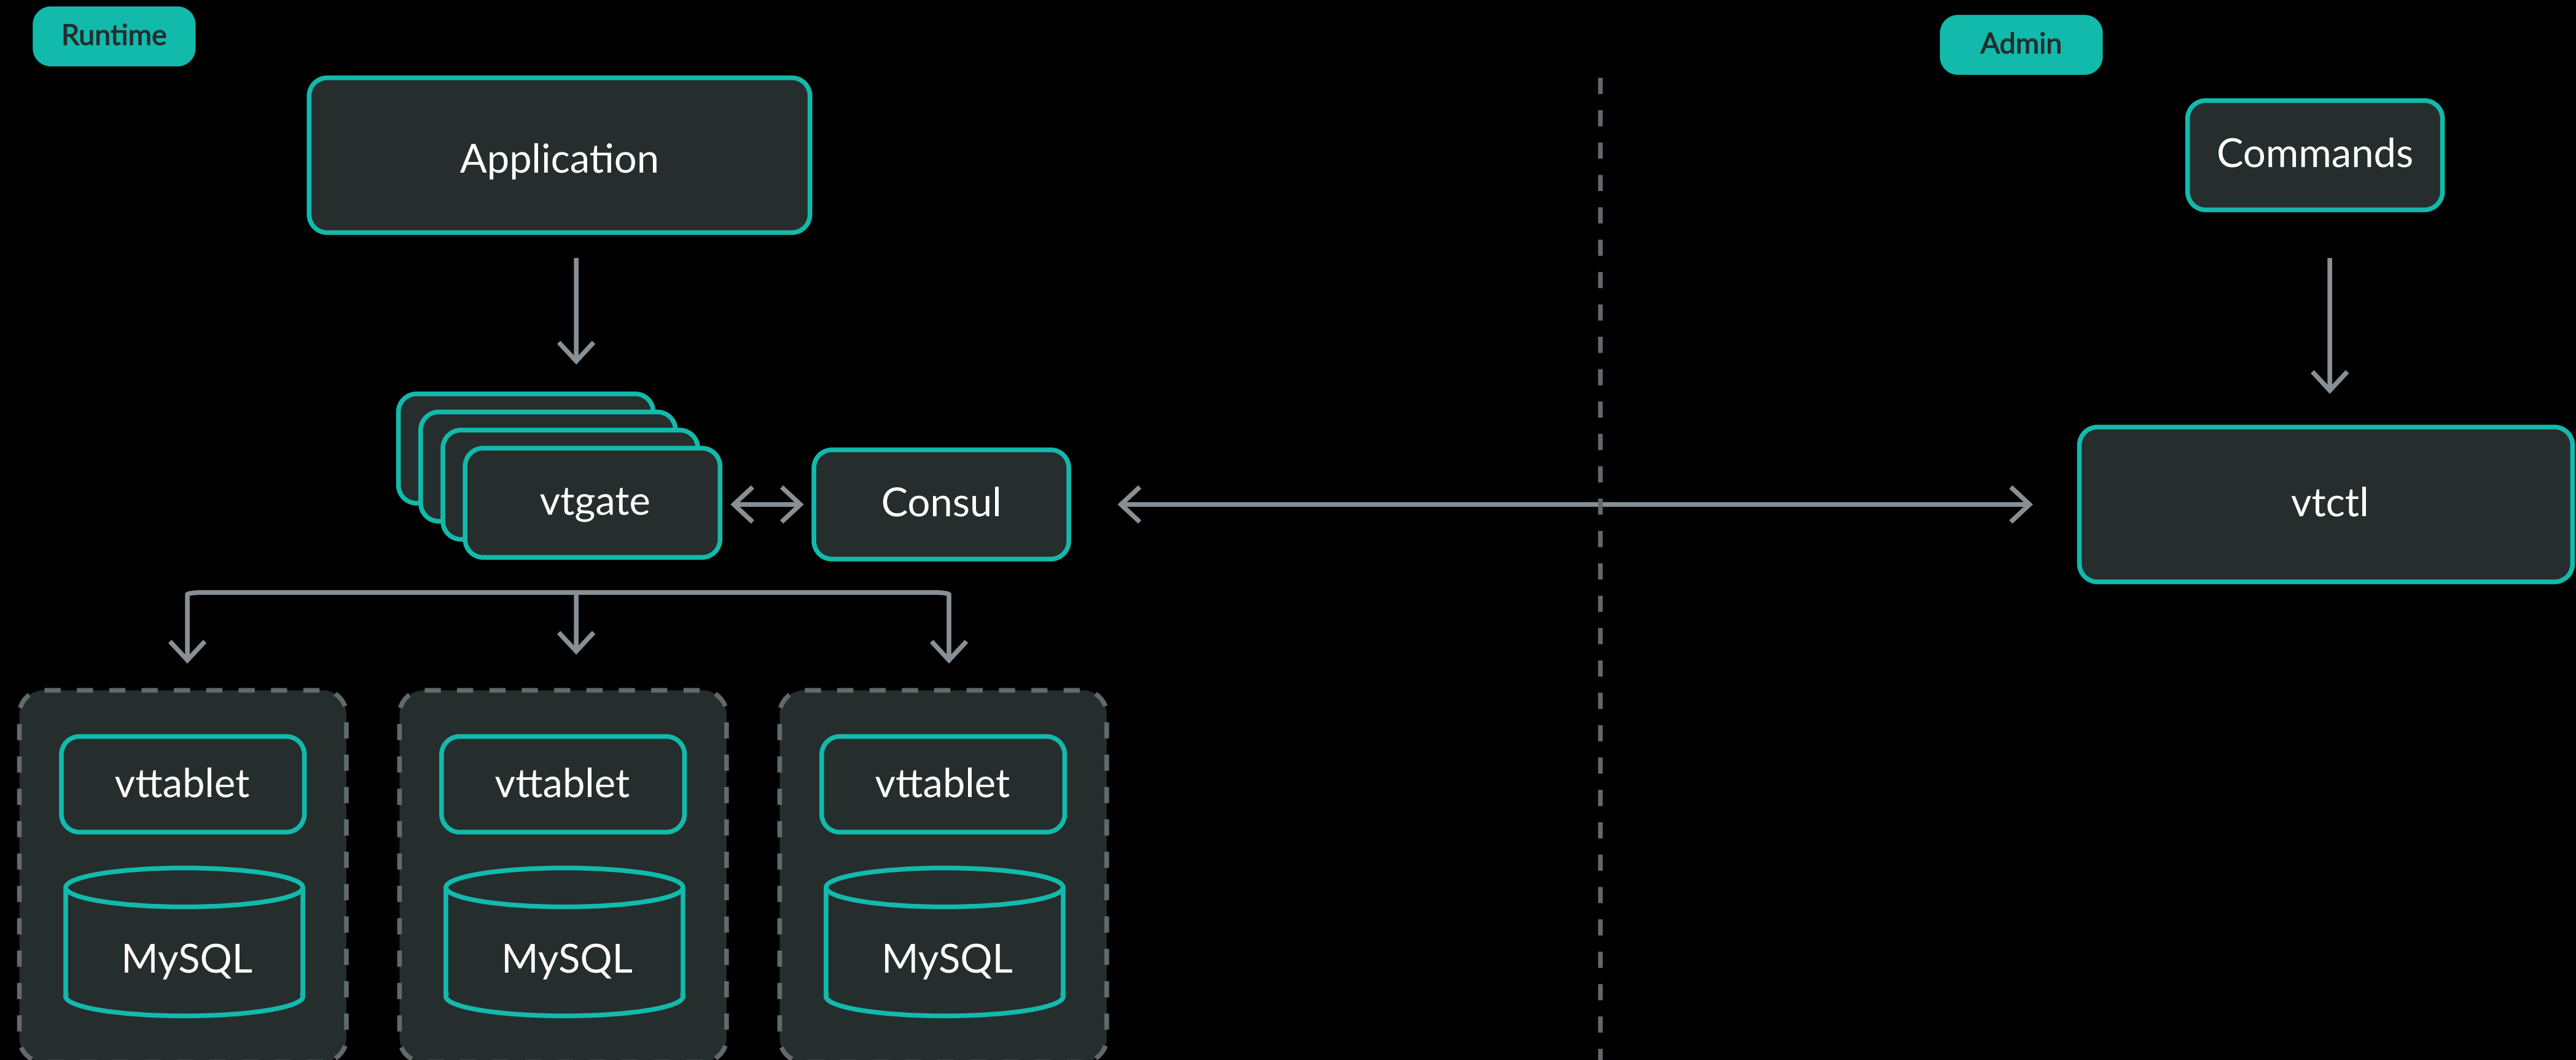 Runtime
Admin
Application
Commands
vtgate
Consul
vtctl
vttablet
vttablet
vttablet
MySQL
MySQL
MySQL